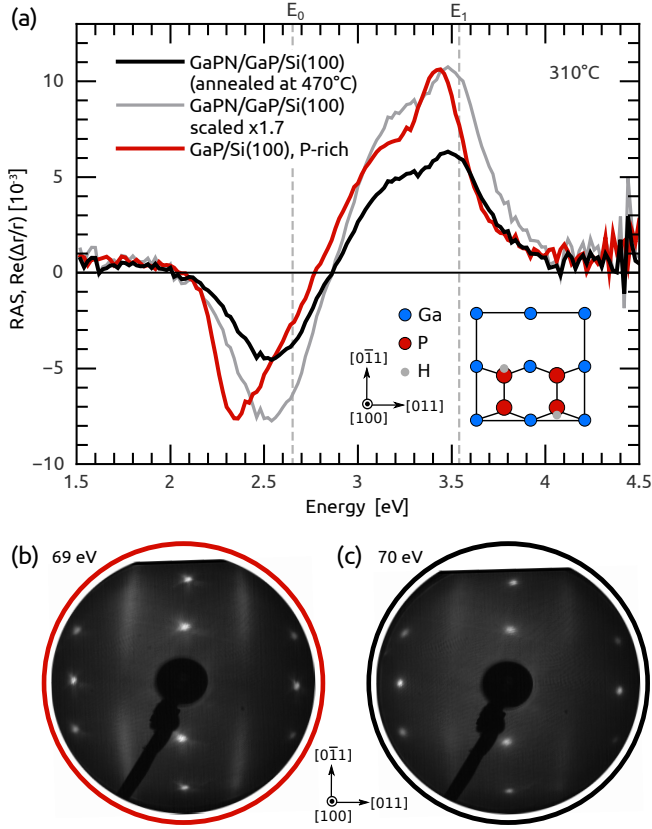 (a)
E₀
E₁
GaPN/GaP/Si(100)
(annealed at 470°C)
GaPN/GaP/Si(100)
scaled x1.7
GaP/Si(100), P-rich
310°C
RAS, Re(Δr/r) [10⁻³]
10
5
0
−5
−10
Ga
P
H
[01̅1]
[011]
[100]
1.5 2.0 2.5 3.0 3.5 4.0 4.5
Energy [eV]
(b) 69 eV
(c) 70 eV
[01̅1]
[011]
[100]